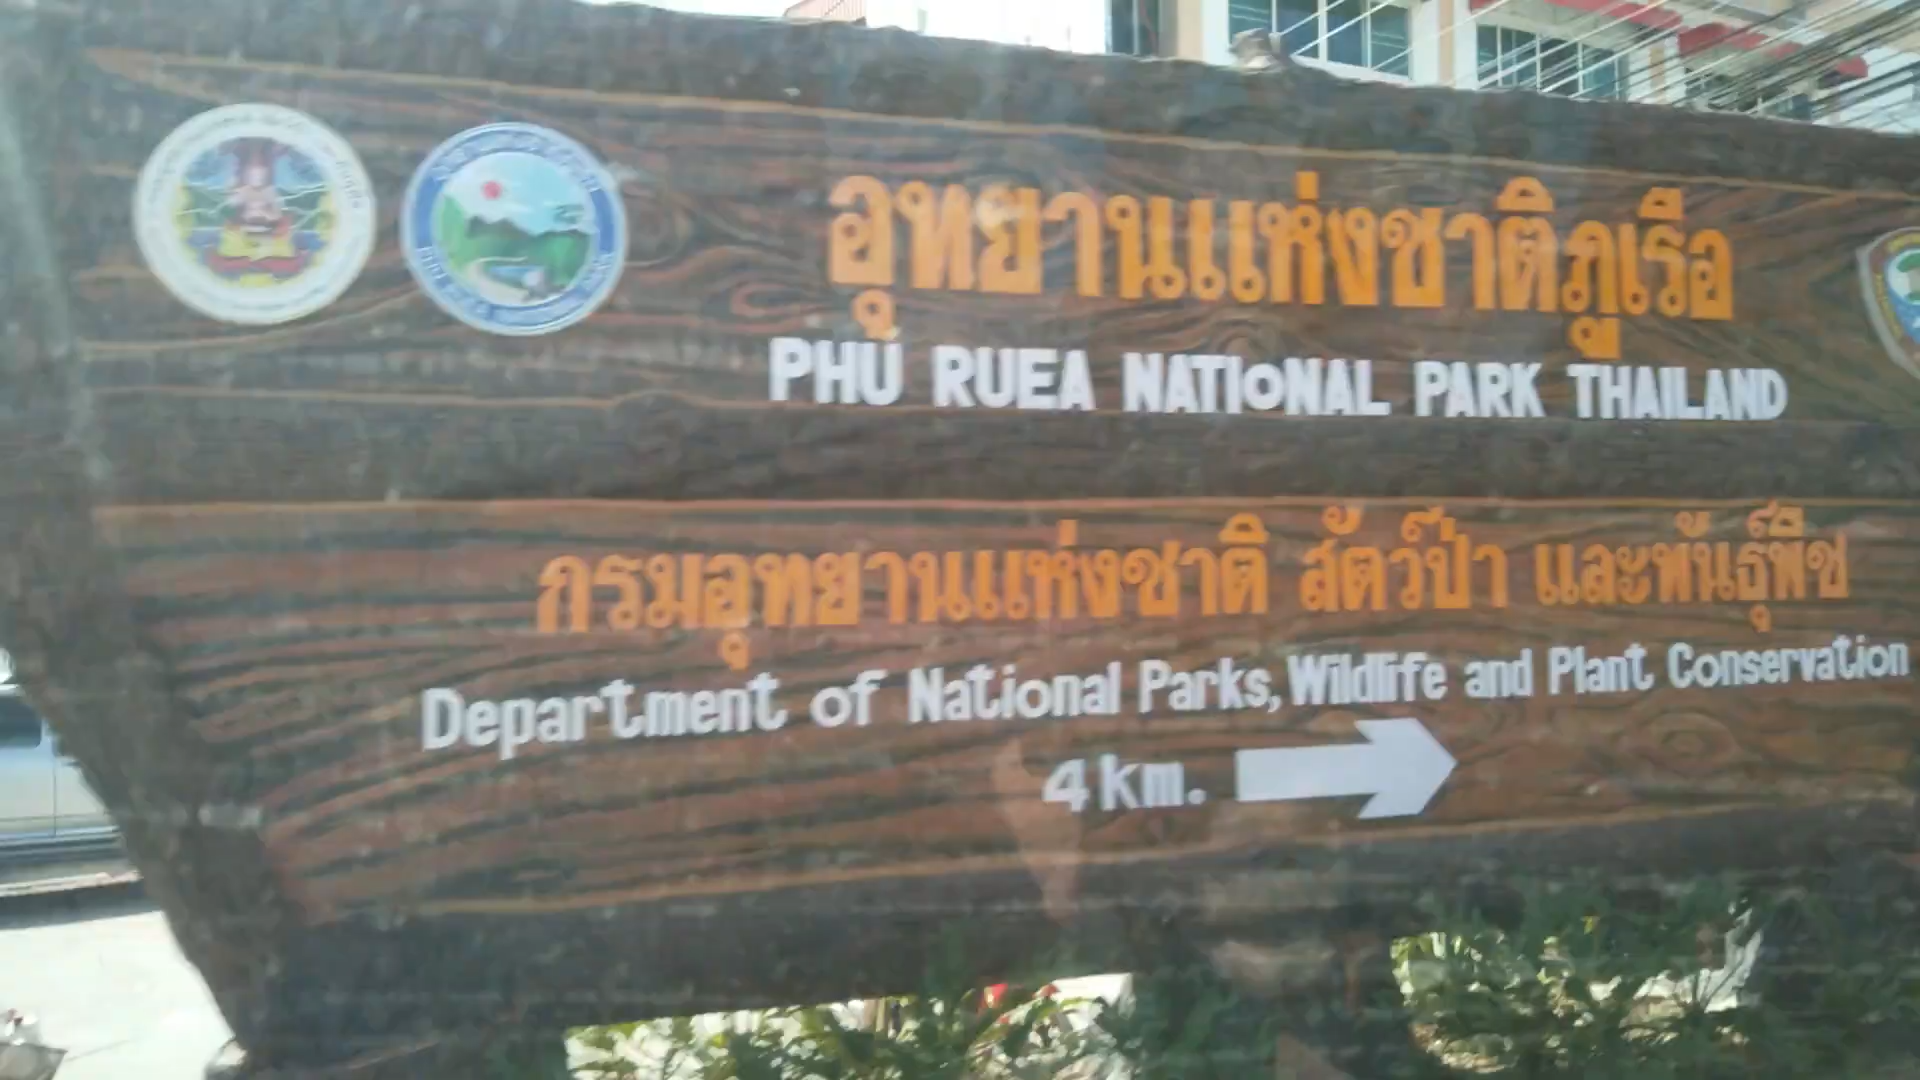 อุทยานแห่งชาติภูเรือ
PHU RUEA NATIONAL PARK THAILAND
กรมอุทยานแห่งชาติ สัตว์ป่า และพันธุ์พืช
Department of National Parks, Wildlife and Plant Conservation
4 km.